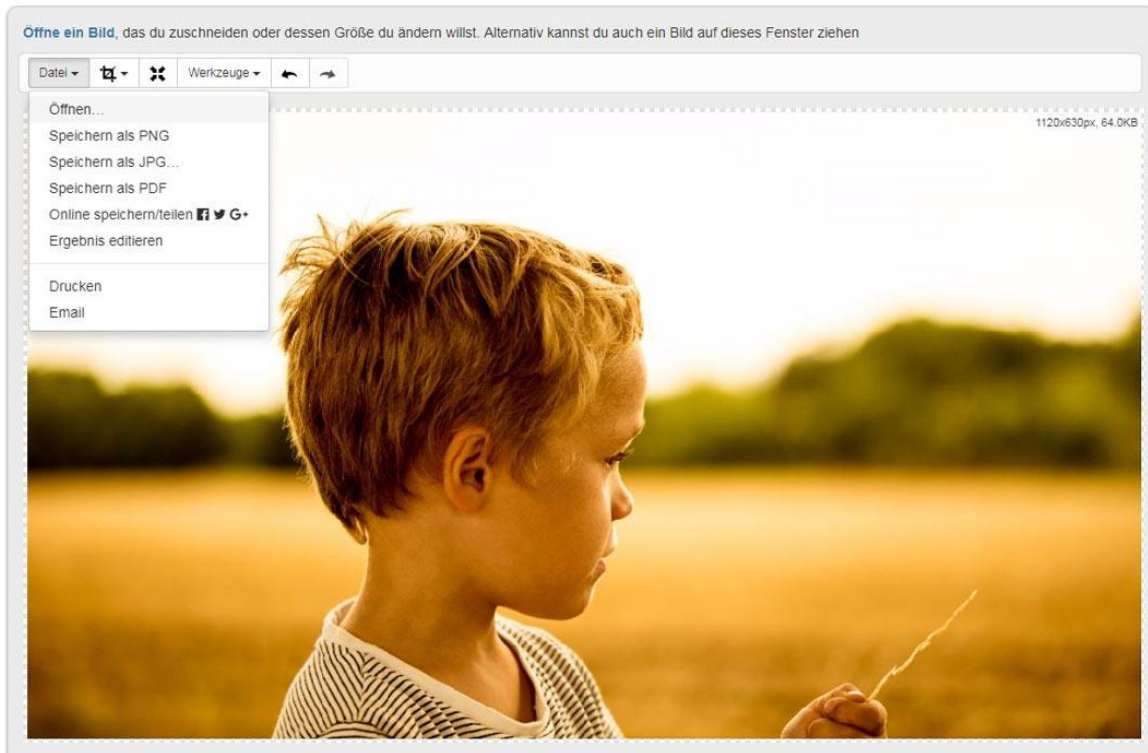 Öffne ein Bild, das du zuschneiden oder dessen Größe du ändern willst. Alternativ kannst du auch ein Bild auf dieses Fenster ziehen
Datei Werkzeuge
Öffnen...
1120x630px, 64.0KB
Speichern als PNG
Speichern als JPG...
Speichern als PDF
Online speichern/teilen G+
Ergebnis editieren
Drucken
Email